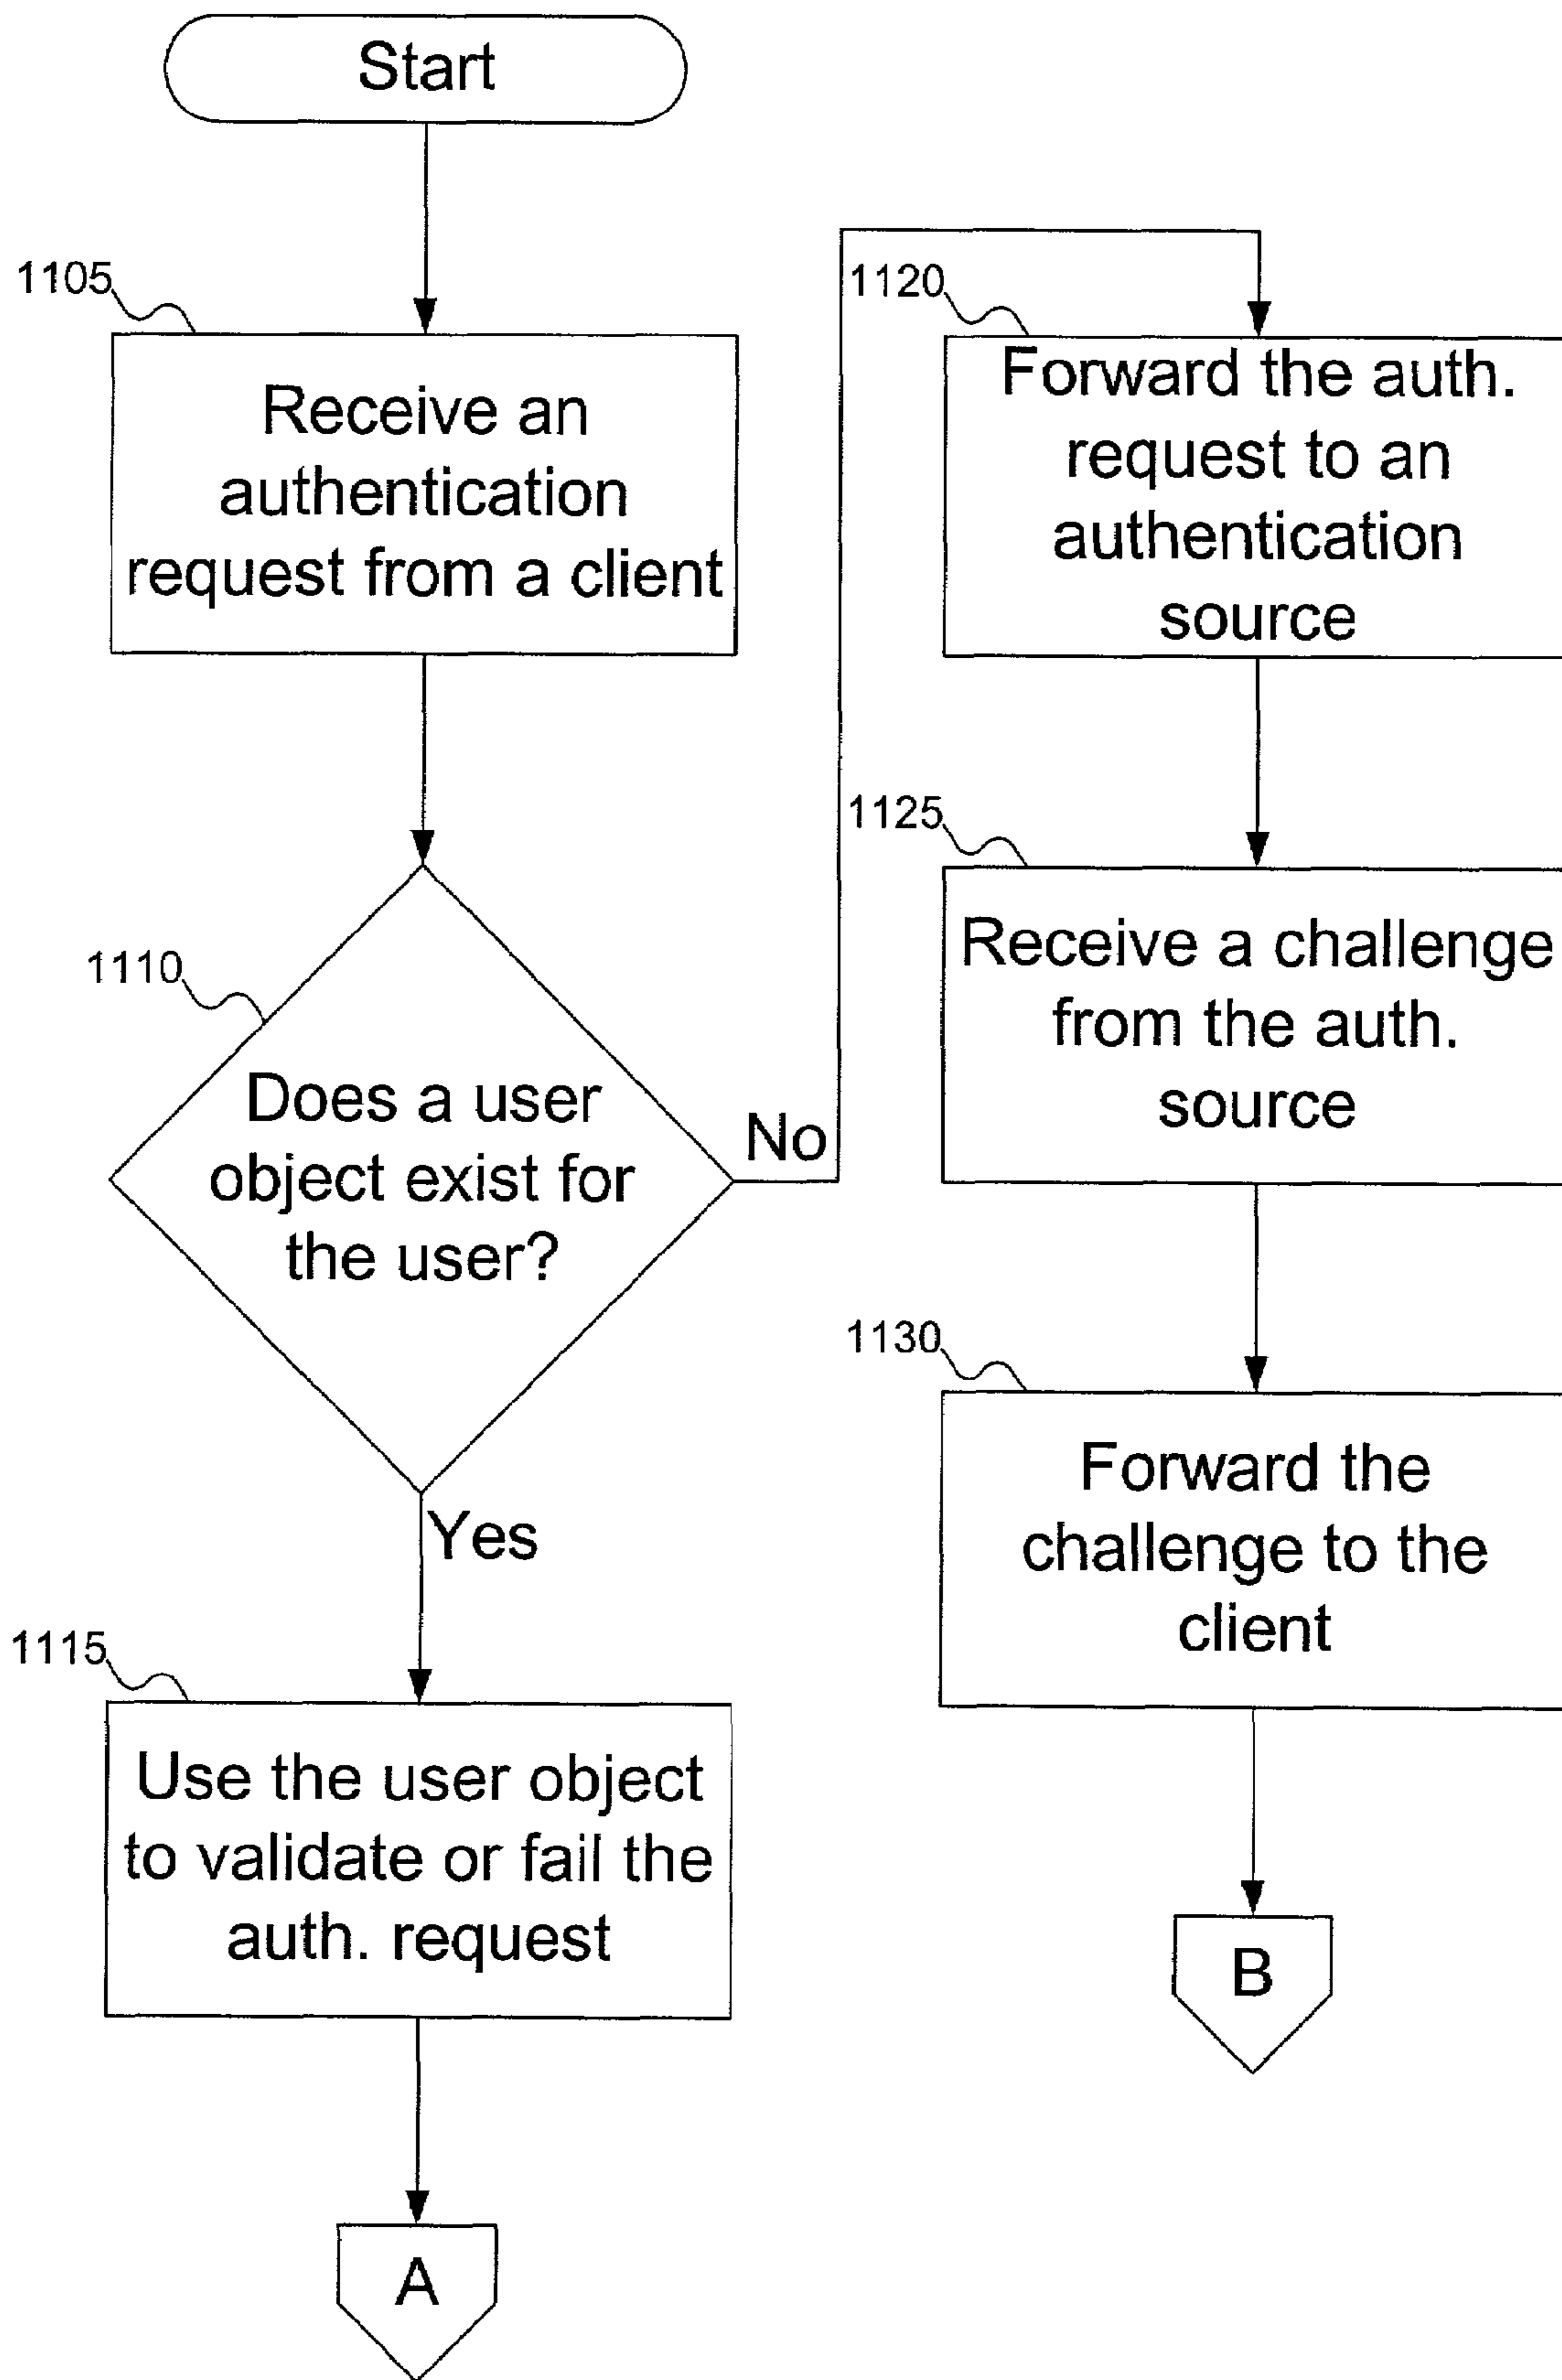 Start
1105
Receive an
authentication
request from a client
1110
Does a user
object exist for
the user?
No
Yes
1115
Use the user object
to validate or fail the
auth. request
A
1120
Forward the auth.
request to an
authentication
source
1125
Receive a challenge
from the auth.
source
1130
Forward the
challenge to the
client
B